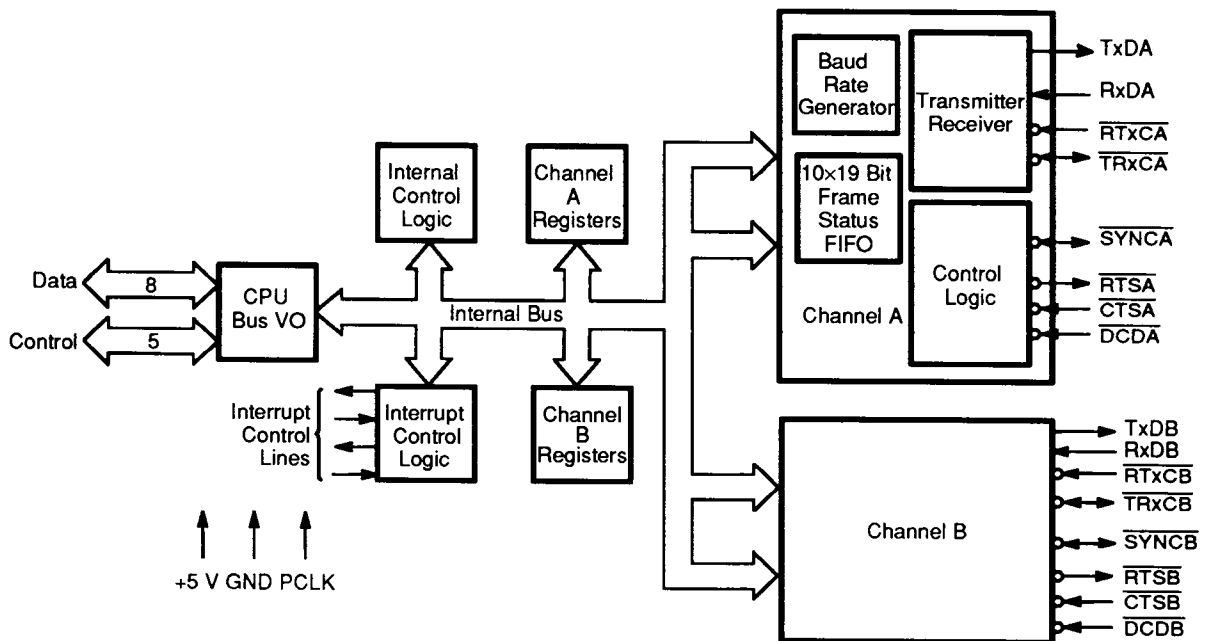 Baud
Rate
Generator
Transmitter
Receiver
10×19 Bit
Frame
Status
FIFO
Control
Logic
Channel A
TxDA
RxDA
RTxCA
TRxCA
SYNCA
RTSA
CTSA
DCDA
Internal
Control
Logic
Channel
A
Registers
Data
8
CPU
Bus VO
Internal Bus
Control
5
Interrupt
Control
Lines
Interrupt
Control
Logic
Channel
B
Registers
Channel B
TxDB
RxDB
RTxCB
TRxCB
SYNCB
RTSB
CTSB
DCDB
+5 V GND PCLK